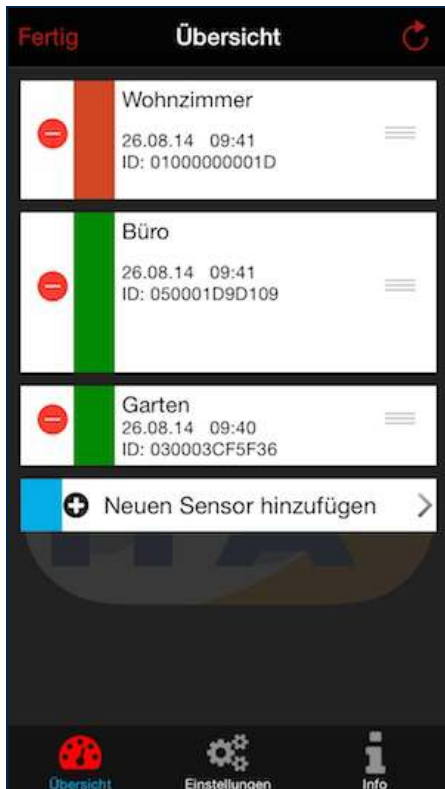 Fertig Übersicht
Wohnzimmer
26.08.14 09:41
ID: 01000000001D
Büro
26.08.14 09:41
ID: 050001D9D109
Garten
26.08.14 09:40
ID: 030003CF5F36
Neuen Sensor hinzufügen
Übersicht Einstellungen Info